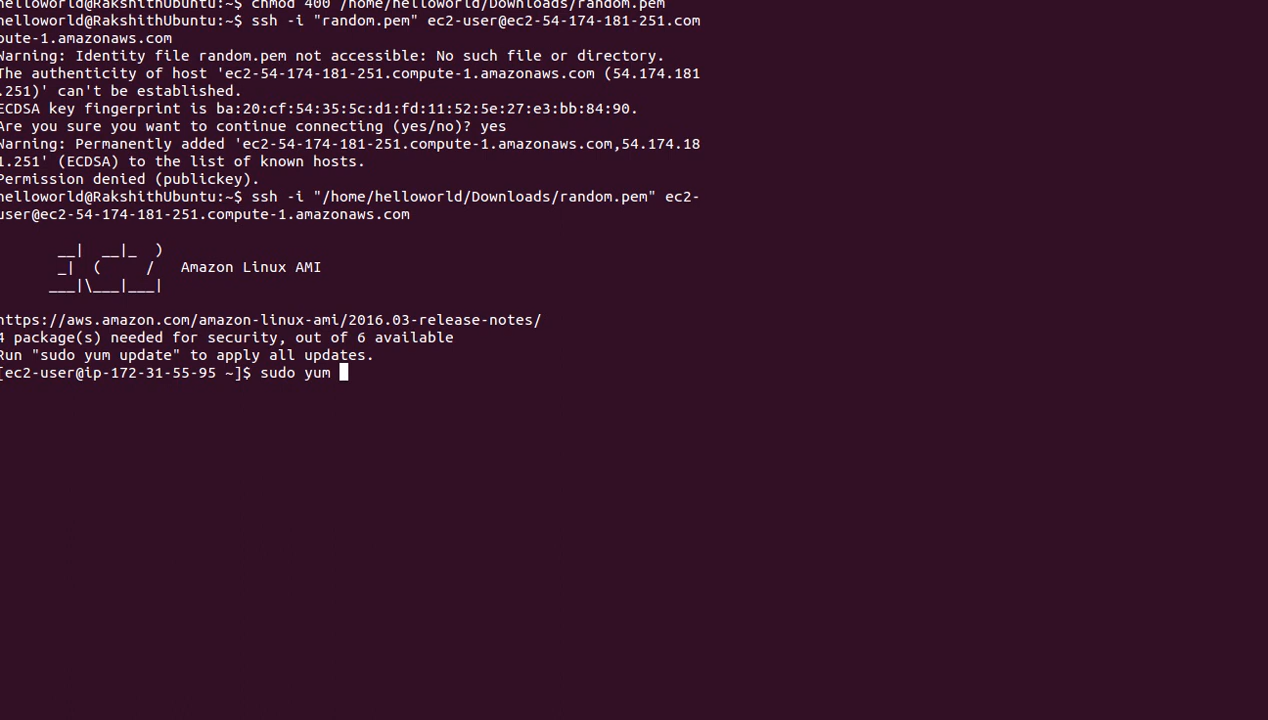 helloworld@RakshithUbuntu:~$ chmod 400 /home/helloworld/Downloads/random.pem
helloworld@RakshithUbuntu:~$ ssh -i "random.pem" ec2-user@ec2-54-174-181-251.com
pute-1.amazonaws.com
Warning: Identity file random.pem not accessible: No such file or directory.
The authenticity of host 'ec2-54-174-181-251.compute-1.amazonaws.com (54.174.181
.251)' can't be established.
ECDSA key fingerprint is ba:20:cf:54:35:5c:d1:fd:11:52:5e:27:e3:bb:84:90.
Are you sure you want to continue connecting (yes/no)? yes
Warning: Permanently added 'ec2-54-174-181-251.compute-1.amazonaws.com,54.174.18
1.251' (ECDSA) to the list of known hosts.
Permission denied (publickey).
helloworld@RakshithUbuntu:~$ ssh -i "/home/helloworld/Downloads/random.pem" ec2-
user@ec2-54-174-181-251.compute-1.amazonaws.com
__|  __|_  )
_|  (     /   Amazon Linux AMI
___|\___|___|
https://aws.amazon.com/amazon-linux-ami/2016.03-release-notes/
4 package(s) needed for security, out of 6 available
Run "sudo yum update" to apply all updates.
[ec2-user@ip-172-31-55-95 ~]$ sudo yum